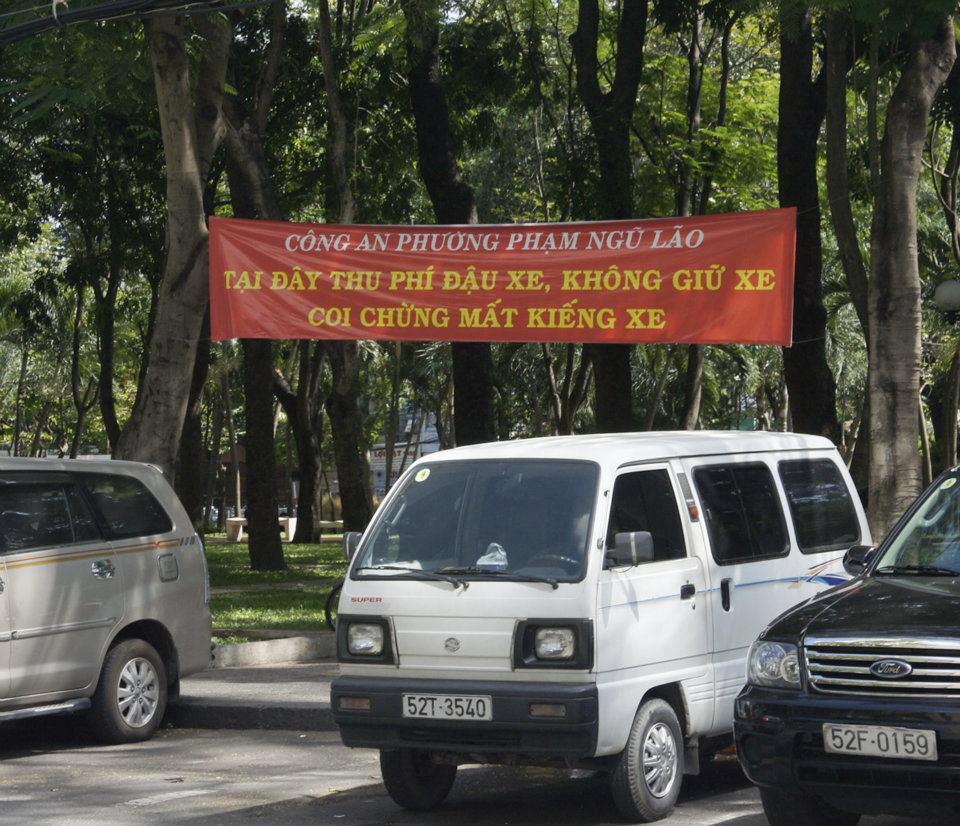 CÔNG AN PHƯỜNG PHẠM NGŨ LÃO
TẠI ĐÂY THU PHÍ ĐẬU XE, KHÔNG GIỮ XE
COI CHỪNG MẤT KIẾNG XE
SUPER
52T-3540
Ford
52F-0159